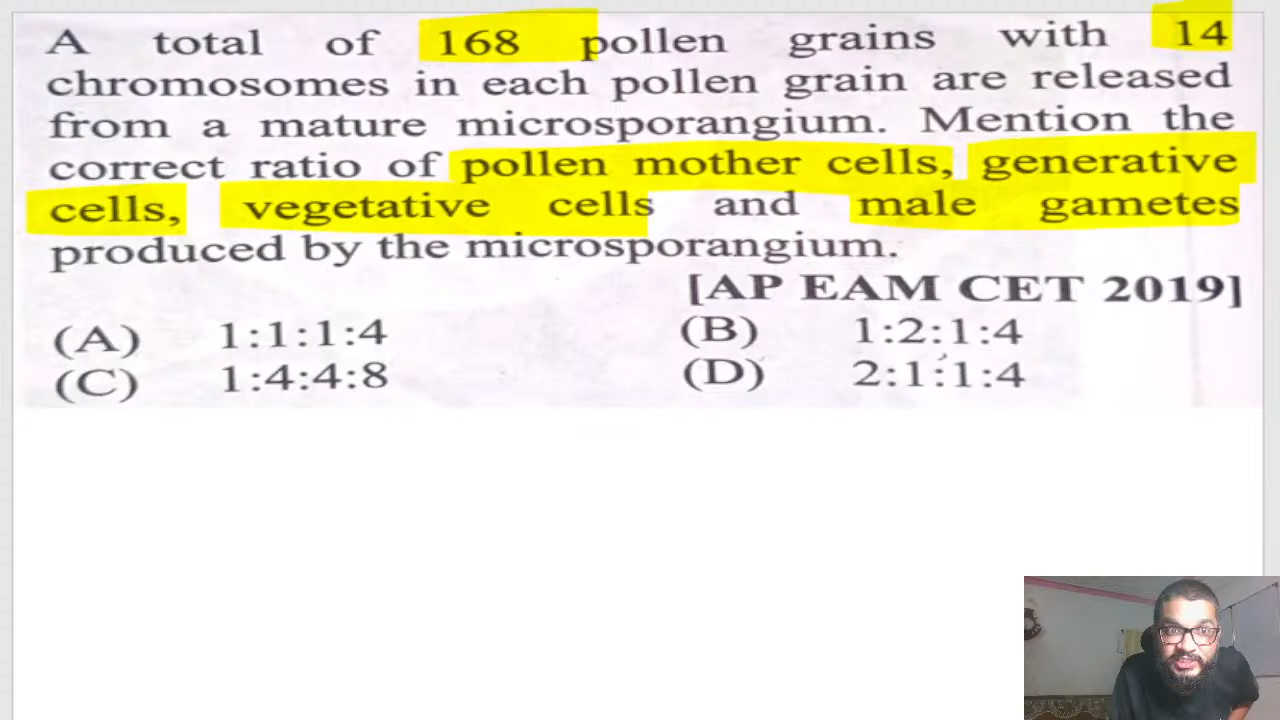 A total of 168 pollen grains with 14
chromosomes in each pollen grain are released
from a mature microsporangium. Mention the
correct ratio of pollen mother cells, generative
cells, vegetative cells and male gametes
produced by the microsporangium.
[AP EAM CET 2019]
(A) 1:1:1:4 (B) 1:2:1:4
(C) 1:4:4:8 (D) 2:1:1:4